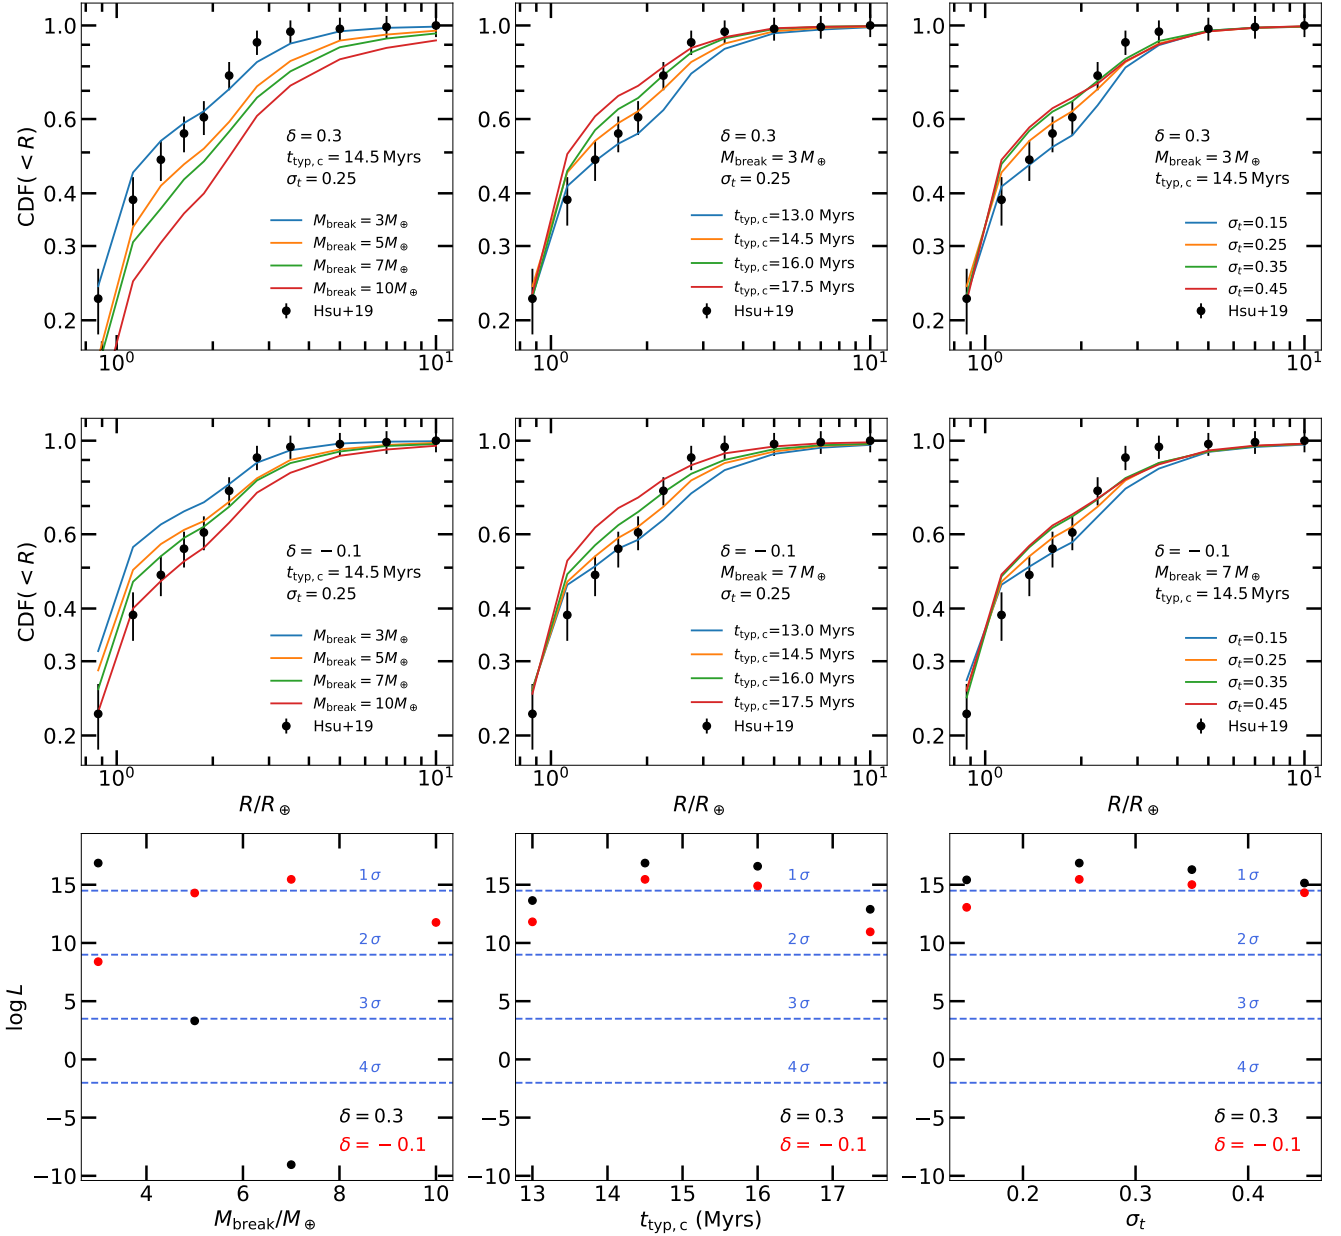 1.0
0.6
0.4
0.3
0.2
CDF(< R)
δ = 0.3
t_typ, c = 14.5 Myrs
σ_t = 0.25
M_break = 3M_⊕
M_break = 5M_⊕
M_break = 7M_⊕
M_break = 10M_⊕
Hsu+19
10^0
10^1
1.0
0.6
0.4
0.3
0.2
δ = 0.3
M_break = 3 M_⊕
σ_t = 0.25
t_typ, c=13.0 Myrs
t_typ, c=14.5 Myrs
t_typ, c=16.0 Myrs
t_typ, c=17.5 Myrs
Hsu+19
10^0
10^1
1.0
0.6
0.4
0.3
0.2
δ = 0.3
M_break = 3 M_⊕
t_typ, c = 14.5 Myrs
σ_t=0.15
σ_t=0.25
σ_t=0.35
σ_t=0.45
Hsu+19
10^0
10^1
1.0
0.6
0.4
0.3
0.2
CDF(< R)
δ = −0.1
t_typ, c = 14.5 Myrs
σ_t = 0.25
M_break = 3M_⊕
M_break = 5M_⊕
M_break = 7M_⊕
M_break = 10M_⊕
Hsu+19
10^0
10^1
R/R_⊕
1.0
0.6
0.4
0.3
0.2
δ = −0.1
M_break = 7 M_⊕
σ_t = 0.25
t_typ, c=13.0 Myrs
t_typ, c=14.5 Myrs
t_typ, c=16.0 Myrs
t_typ, c=17.5 Myrs
Hsu+19
10^0
10^1
R/R_⊕
1.0
0.6
0.4
0.3
0.2
δ = −0.1
M_break = 7 M_⊕
t_typ, c = 14.5 Myrs
σ_t=0.15
σ_t=0.25
σ_t=0.35
σ_t=0.45
Hsu+19
10^0
10^1
R/R_⊕
15
10
5
0
−5
−10
log L
1 σ
2 σ
3 σ
4 σ
δ = 0.3
δ = −0.1
4
6
8
10
M_break/M_⊕
15
10
5
0
−5
−10
1 σ
2 σ
3 σ
4 σ
δ = 0.3
δ = −0.1
13
14
15
16
17
t_typ, c (Myrs)
15
10
5
0
−5
−10
1 σ
2 σ
3 σ
4 σ
δ = 0.3
δ = −0.1
0.2
0.3
0.4
σ_t